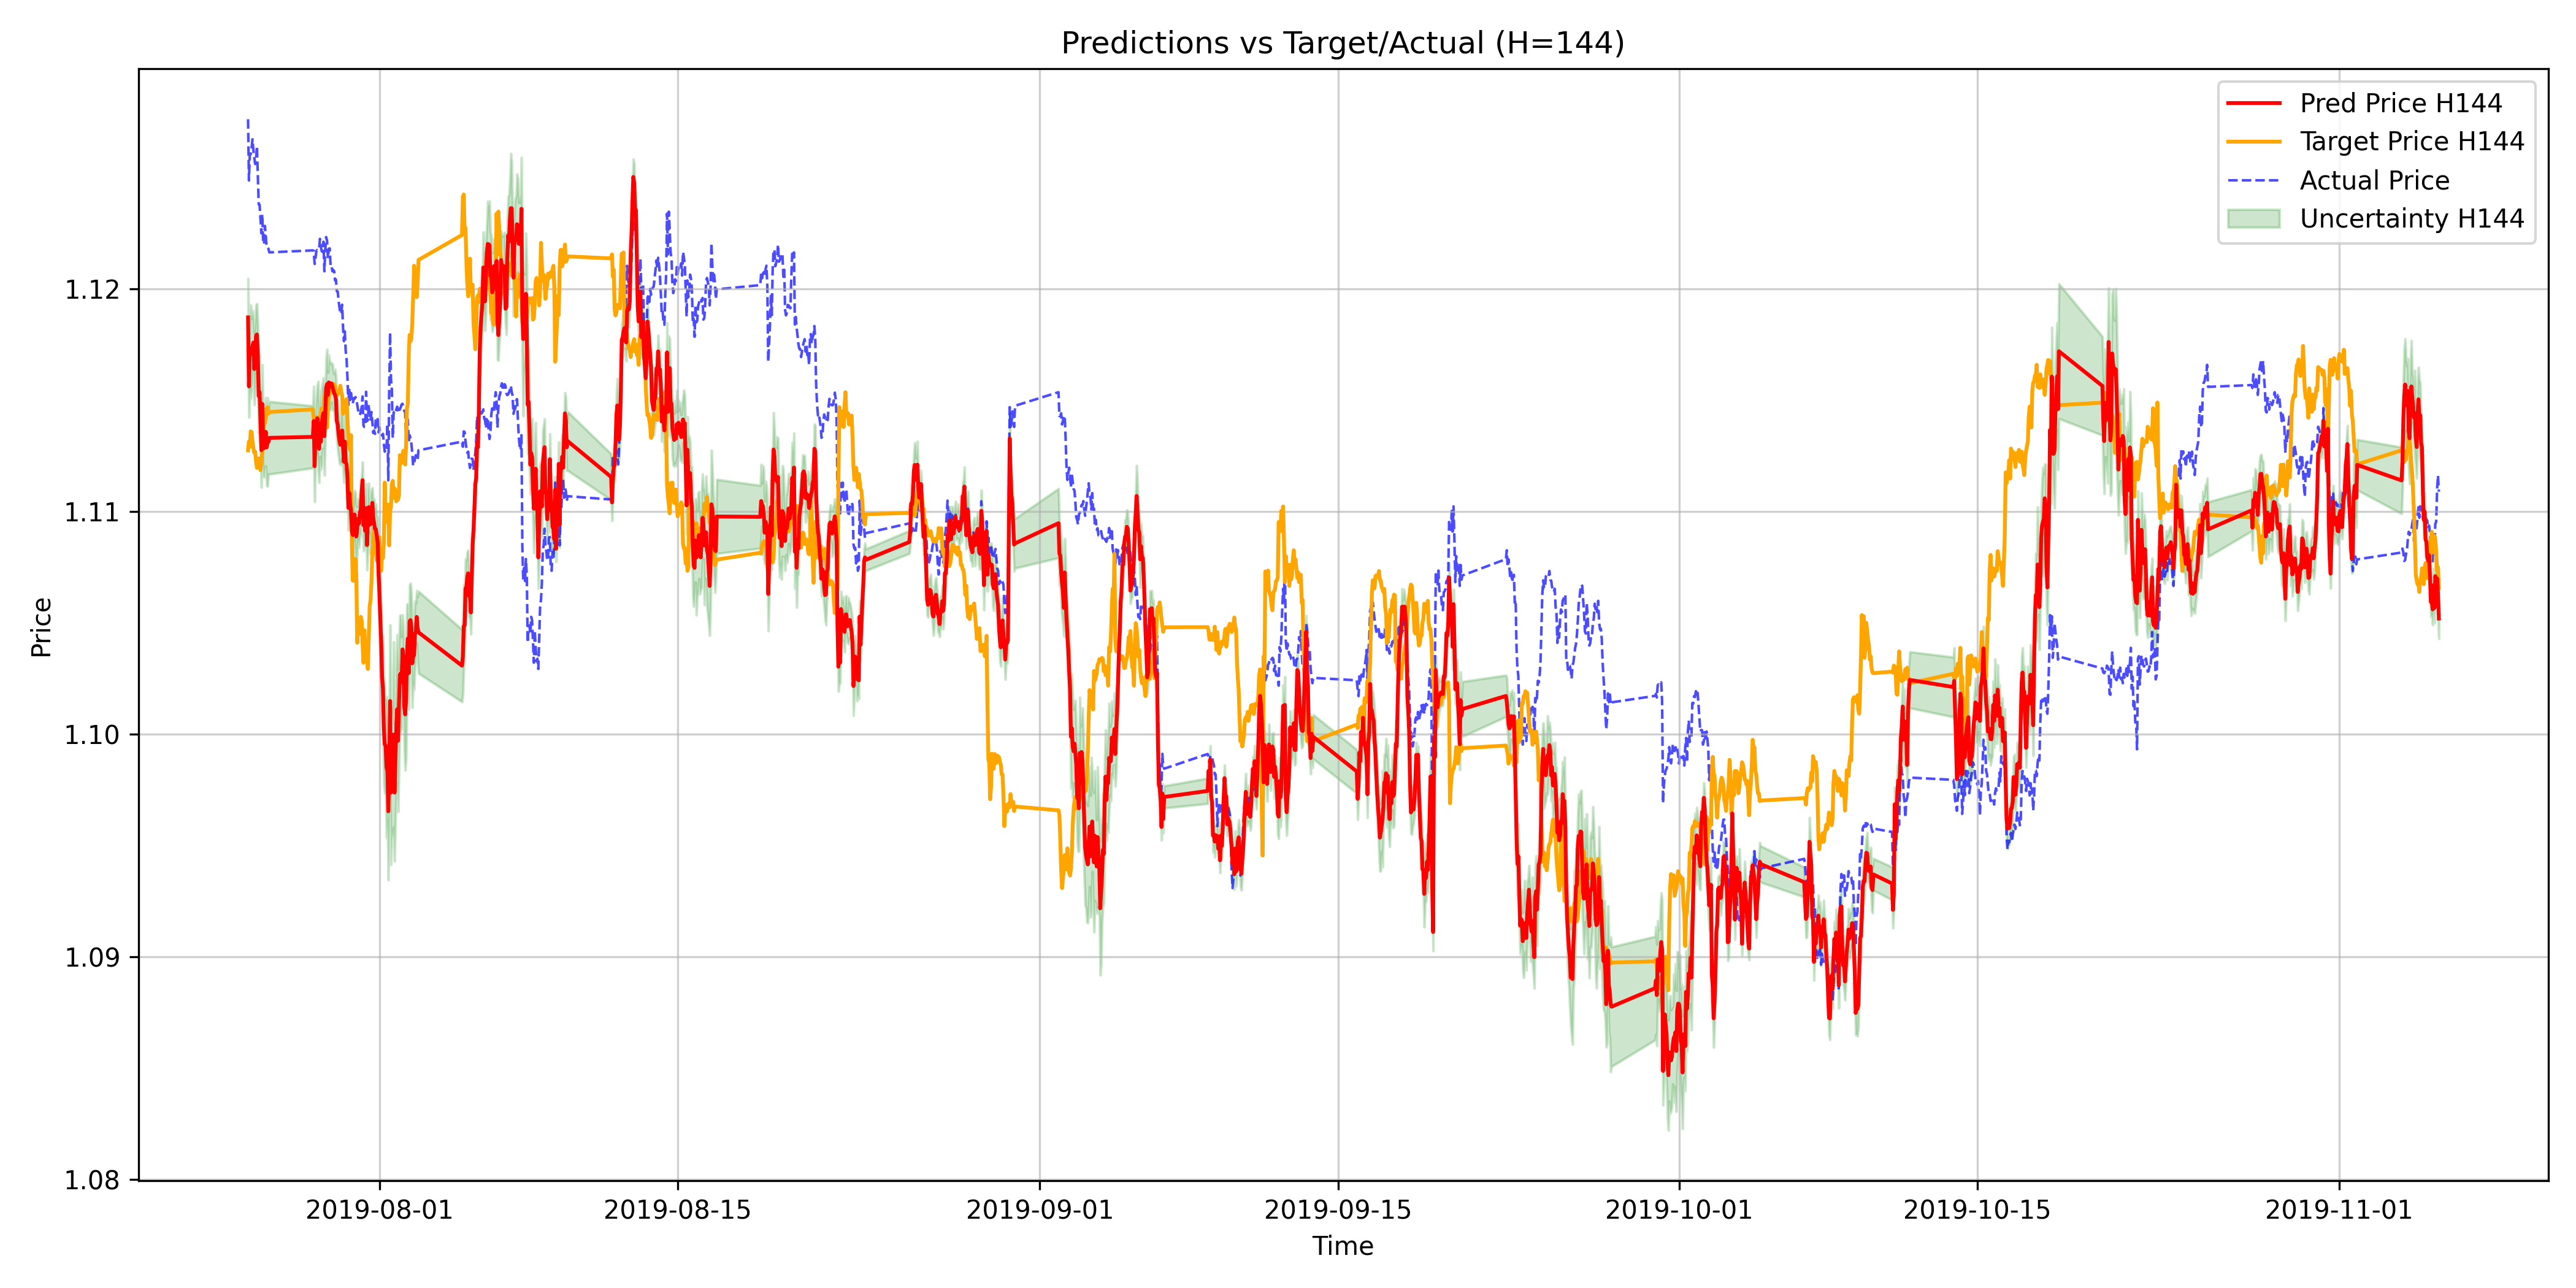 Predictions vs Target/Actual (H=144)
Pred Price H144
Target Price H144
Actual Price
Uncertainty H144
Price
1.12
1.11
1.10
1.09
1.08
2019-08-01
2019-08-15
2019-09-01
2019-09-15
2019-10-01
2019-10-15
2019-11-01
Time